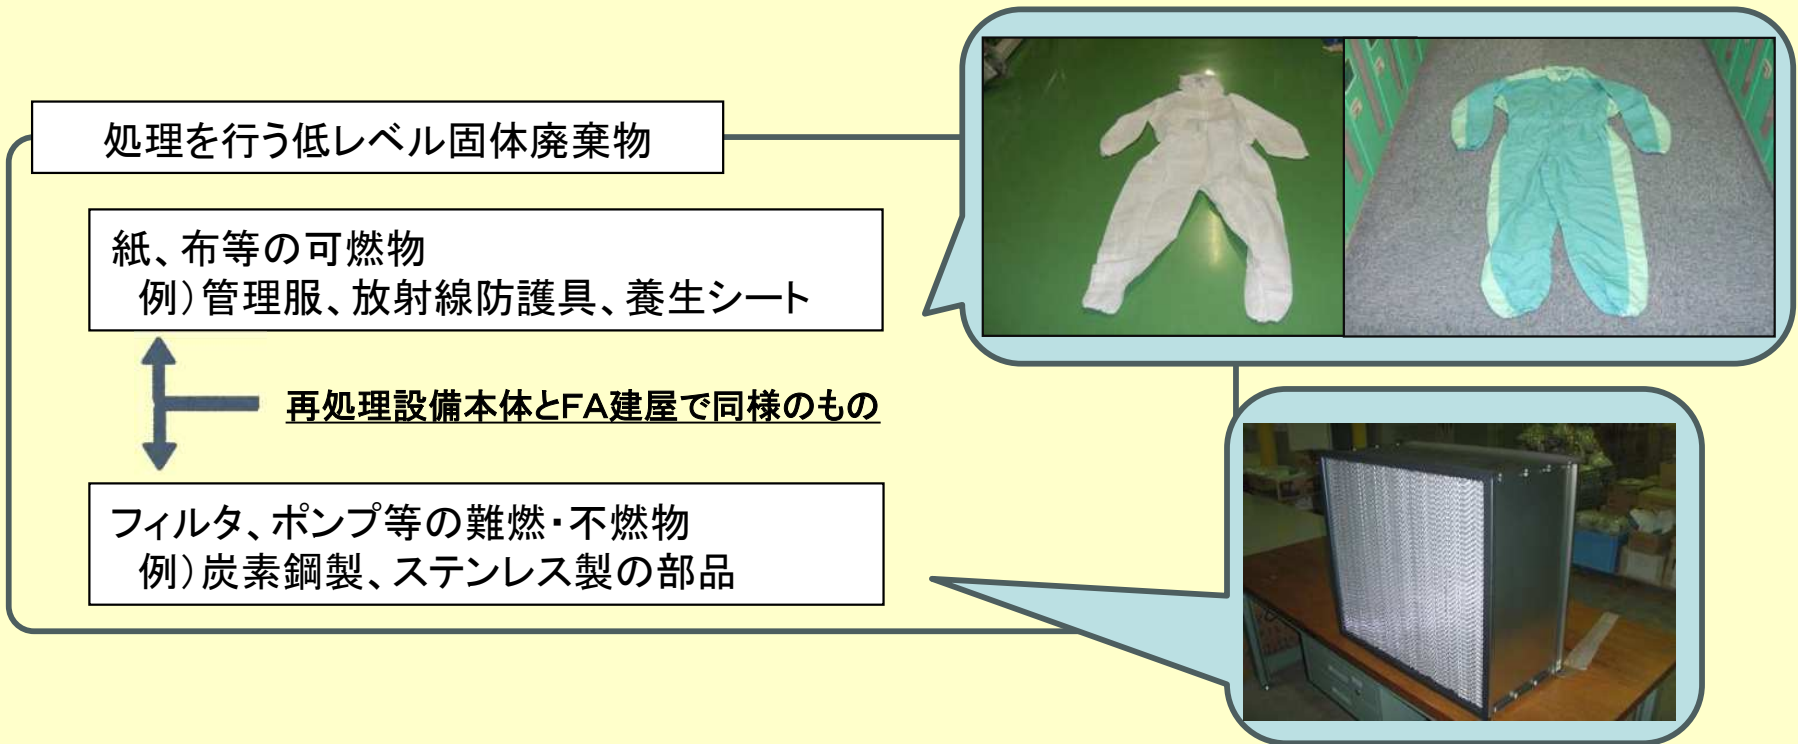 処理を行う低レベル固体廃棄物
紙、布等の可燃物
例)管理服、放射線防護具、養生シート
再処理設備本体とFA建屋で同様のもの
フィルタ、ポンプ等の難燃・不燃物
例)炭素鋼製、ステンレス製の部品